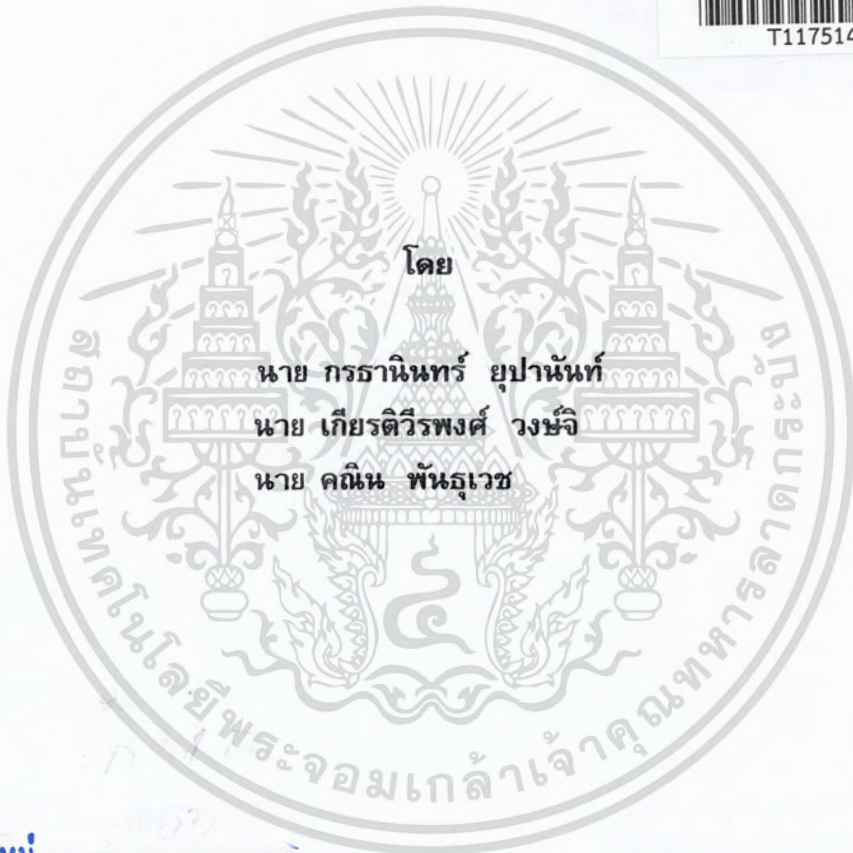 T117514
โดย
นาย กรธานินทร์ ยุปานันท์
นาย เกียรติวีรพงศ์ วงษ์จิ
นาย คณิน พันธุเวช
สถาบันเทคโนโลยีพระจอมเกล้าเจ้าคุณทหารลาดกระบัง